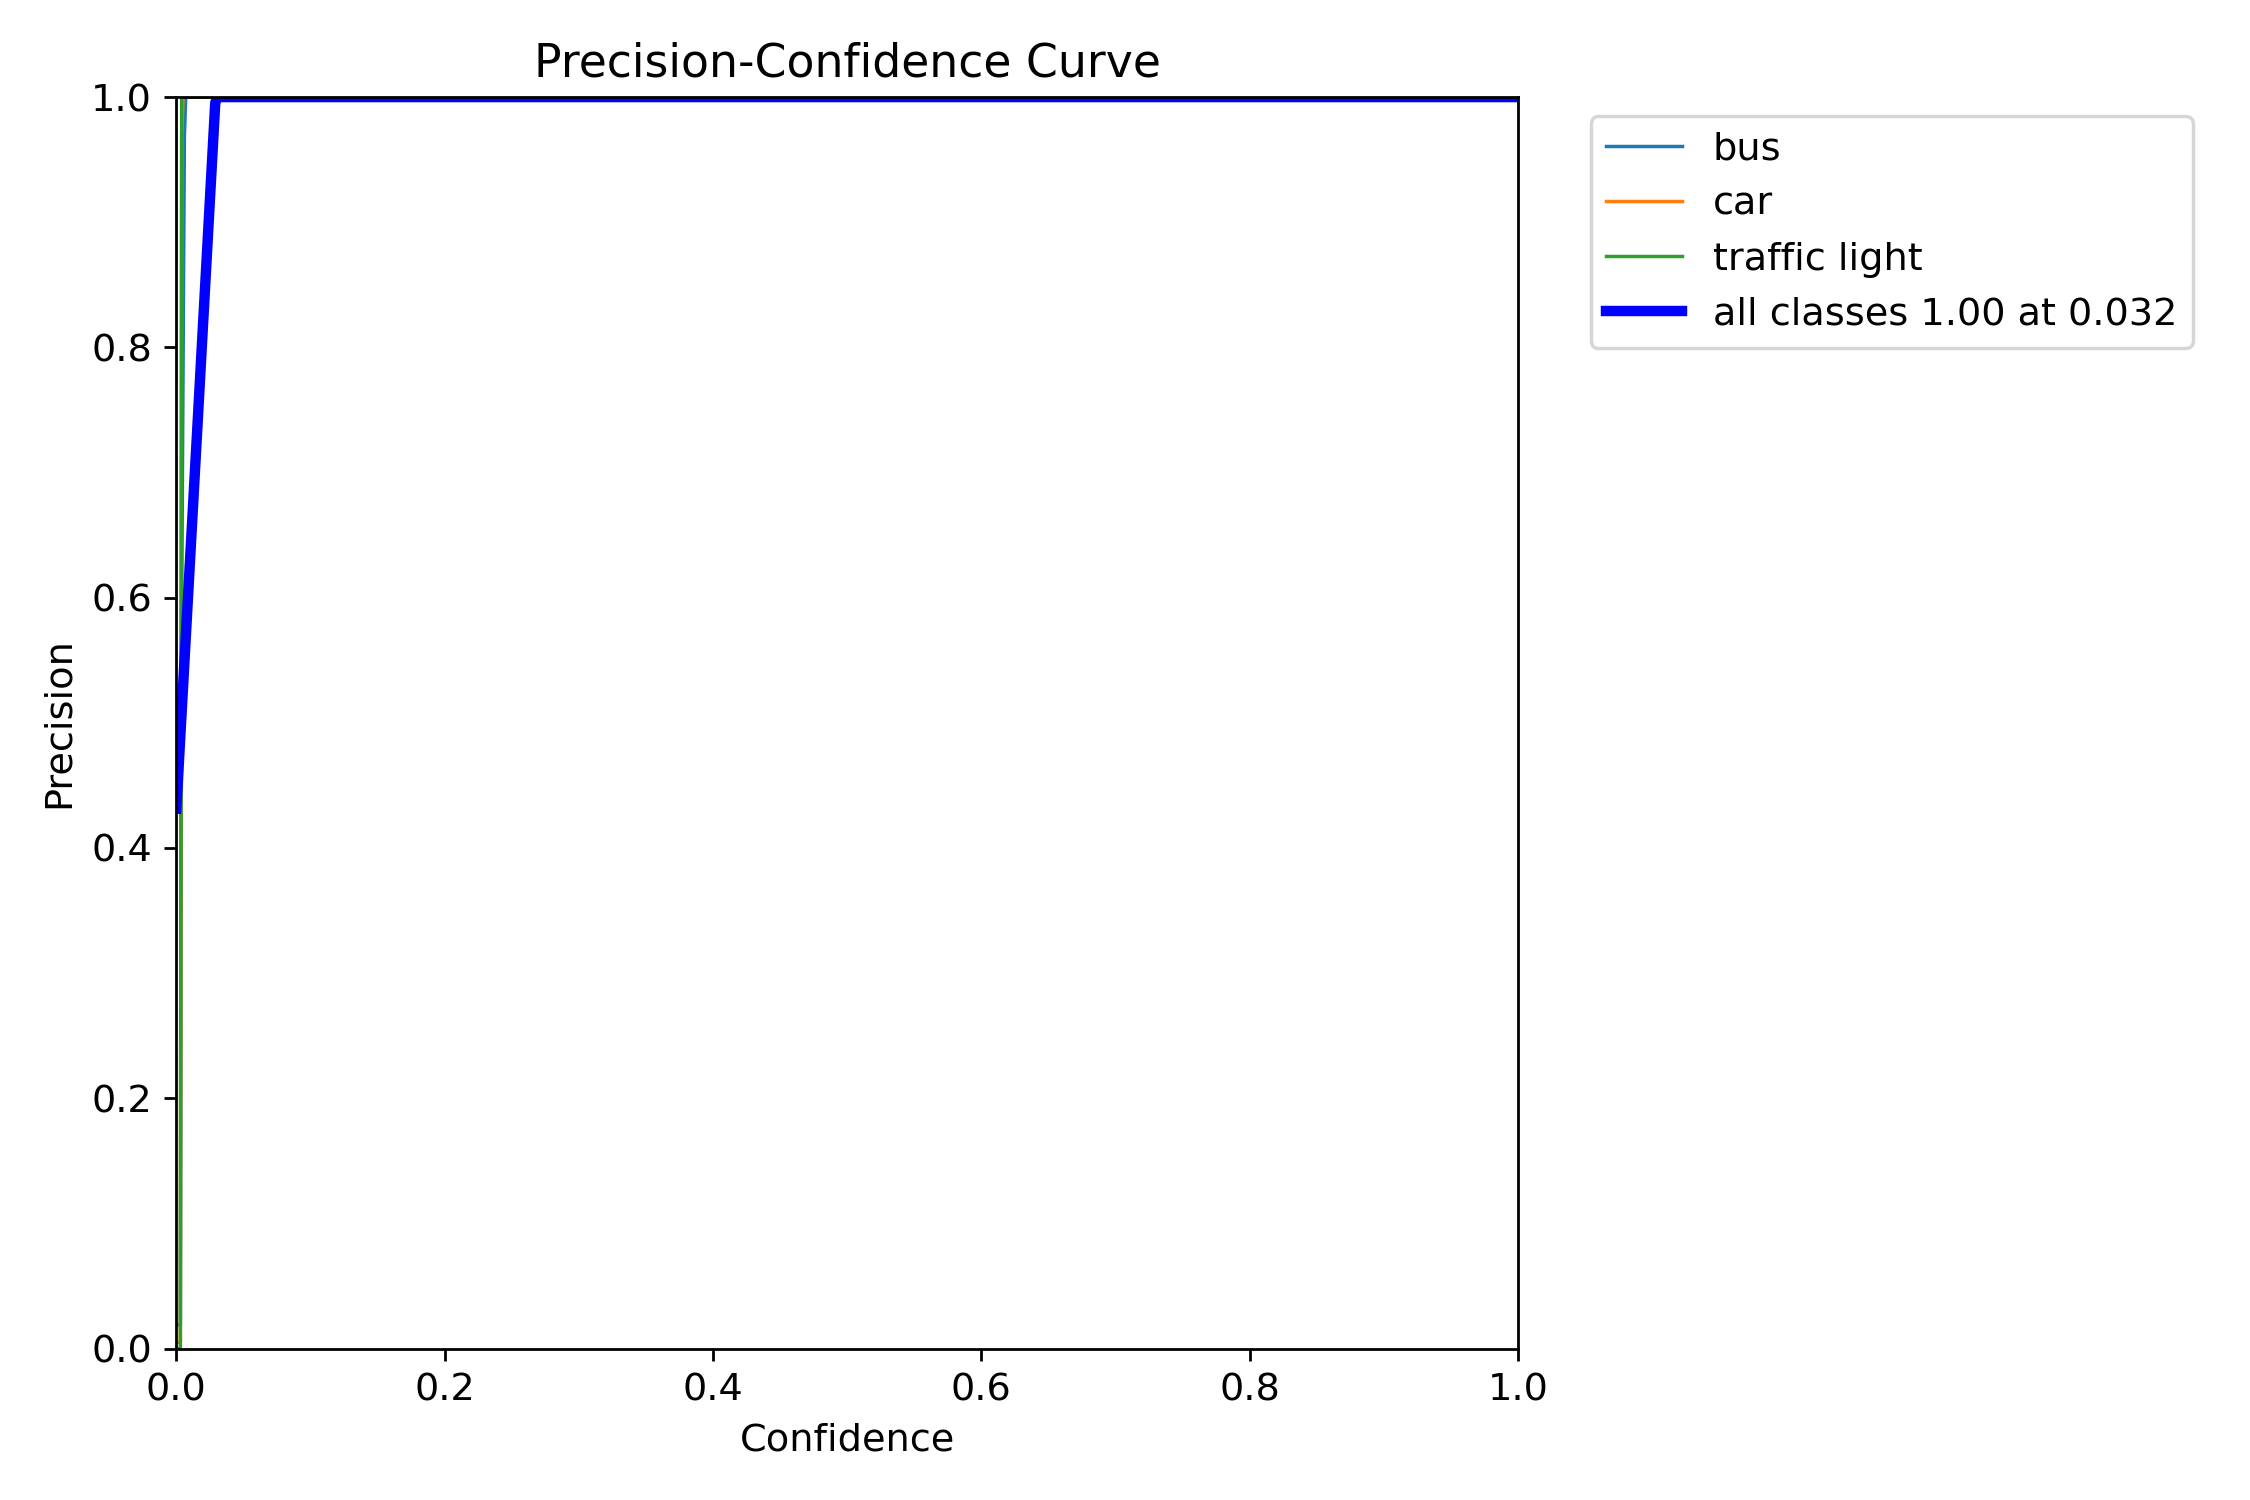 Precision-Confidence Curve
1.0
0.8
0.6
0.4
0.2
0.0
Precision
0.0 0.2 0.4 0.6 0.8 1.0
Confidence
bus
car
traffic light
all classes 1.00 at 0.032